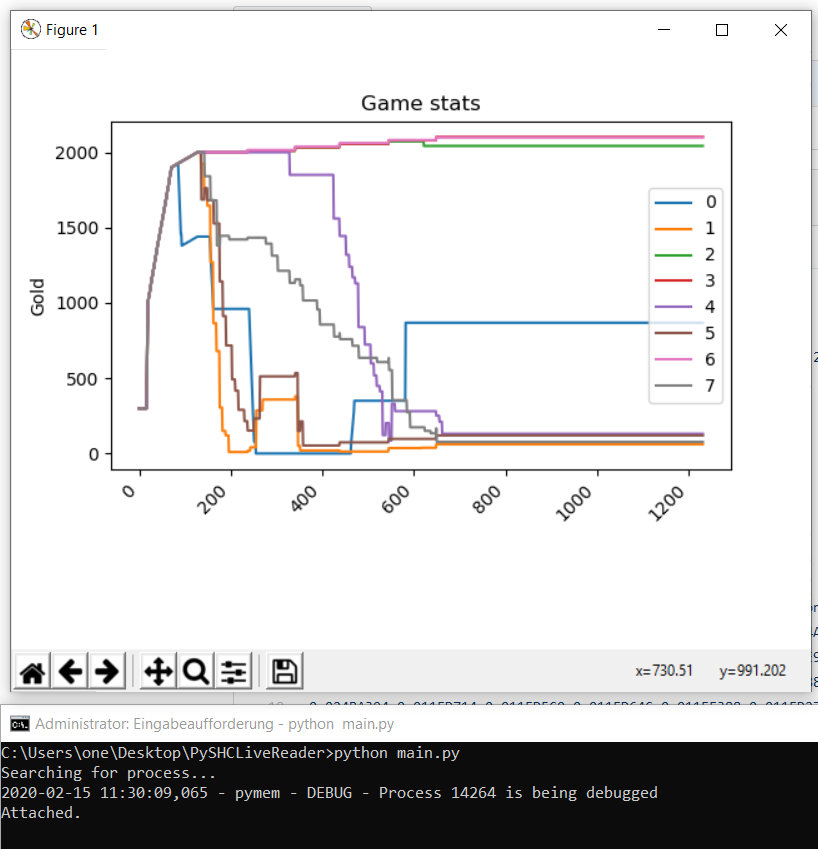 Figure 1
Game stats
Gold
2000
1500
1000
500
0
0
200
400
600
800
1000
1200
0
1
2
3
4
5
6
7
x=730.51 y=991.202
Administrator: Eingabeaufforderung - python main.py
C:\Users\one\Desktop\PySHCLiveReader>python main.py
Searching for process...
2020-02-15 11:30:09,065 - pymem - DEBUG - Process 14264 is being debugged
Attached.